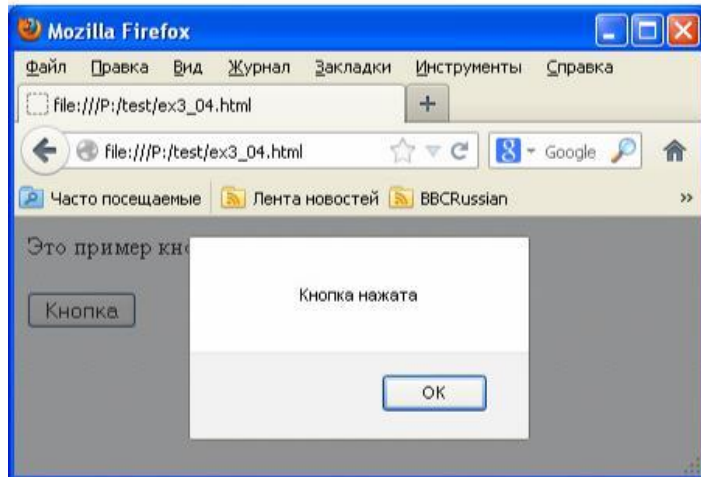 Mozilla Firefox
Файл Правка Вид Журнал Закладки Инструменты Справка
file:///P:/test/ex3_04.html
file:///P:/test/ex3_04.html Google
Часто посещаемые Лента новостей BBCRussian
Это пример
Кнопка нажата
Кнопка
OK